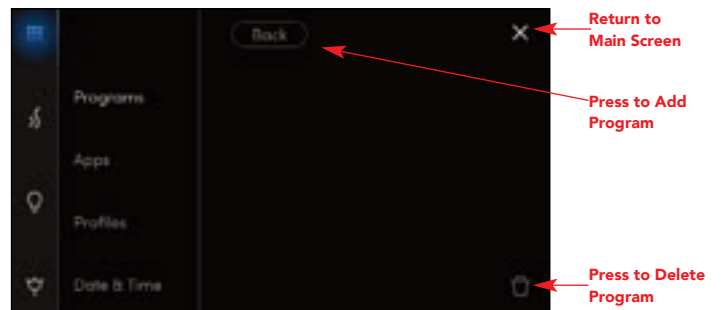 Back
Return to
Main Screen
Programs
Press to Add
Program
Apps
Profiles
Date & Time
Press to Delete
Program